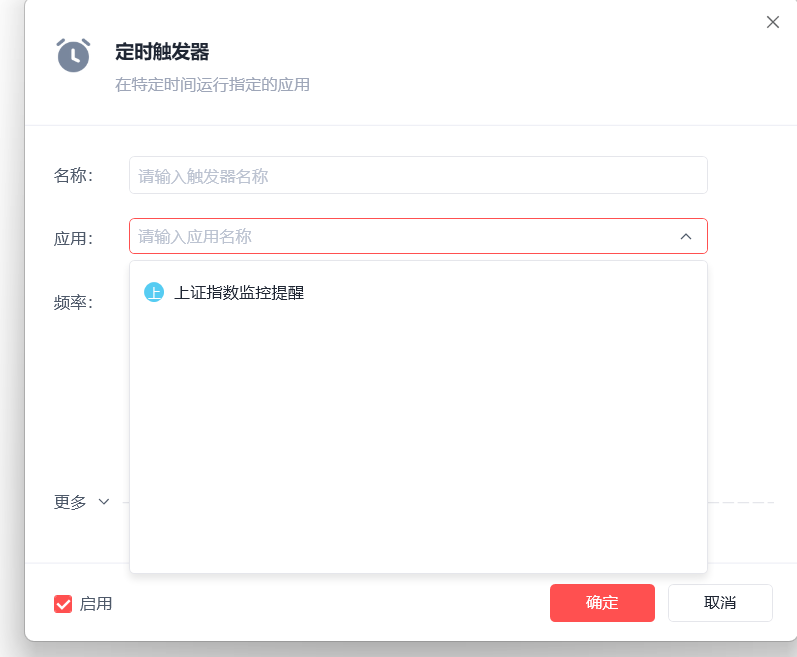 定时触发器
在特定时间运行指定的应用
名称:
请输入触发器名称
应用:
请输入应用名称
上 上证指数监控提醒
频率:
更多
启用
确定
取消